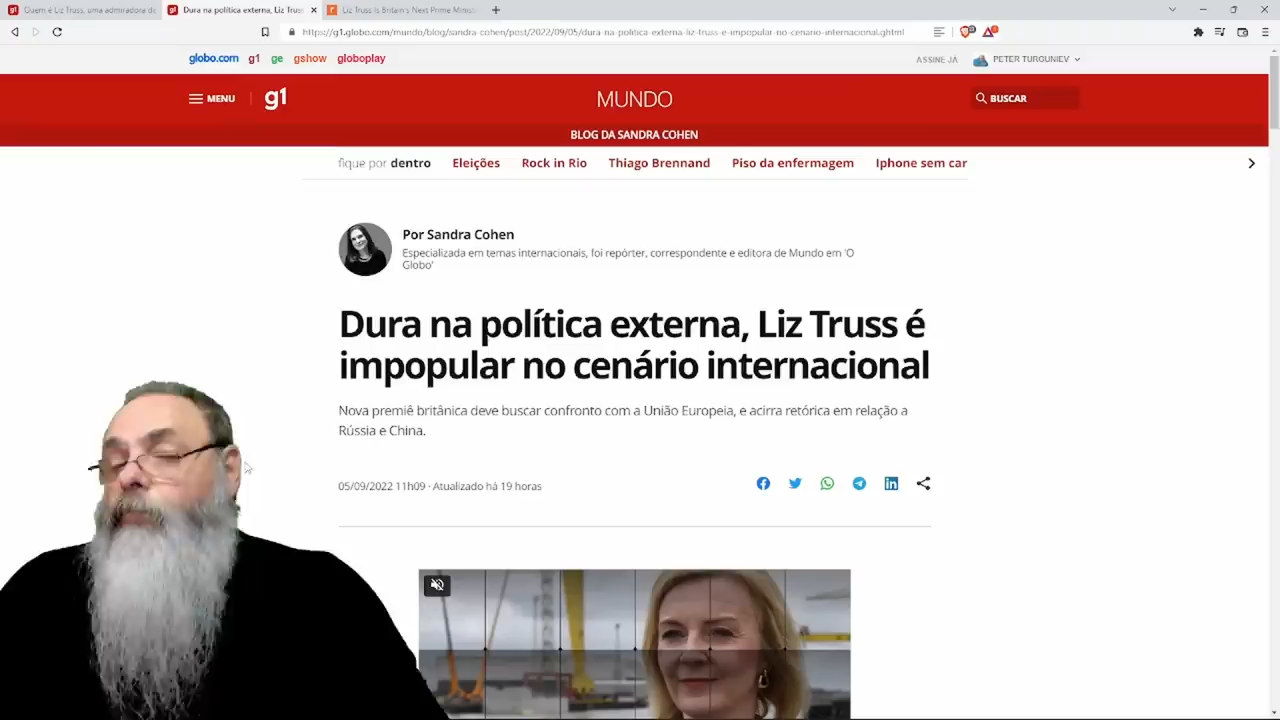 Quem é Liz Truss, uma admiradora da
Dura na política externa, Liz Truss
Liz Truss Is Britain's Next Prime Minis
https://g1.globo.com/mundo/blog/sandra-cohen/post/2022/09/05/dura-na-politica-externa-liz-truss-e-impopular-no-cenario-internacional.ghtml
globo.com g1 ge gshow globoplay
ASSINE JÁ PETER TURGUNIEV
MENU g1 MUNDO BUSCAR
BLOG DA SANDRA COHEN
fique por dentro Eleições Rock in Rio Thiago Brennand Piso da enfermagem Iphone sem car
Por Sandra Cohen
Especializada em temas internacionais, foi repórter, correspondente e editora de Mundo em 'O
Globo'
Dura na política externa, Liz Truss é
impopular no cenário internacional
Nova premiê britânica deve buscar confronto com a União Europeia, e acirra retórica em relação a
Rússia e China.
05/09/2022 11h09 · Atualizado há 19 horas